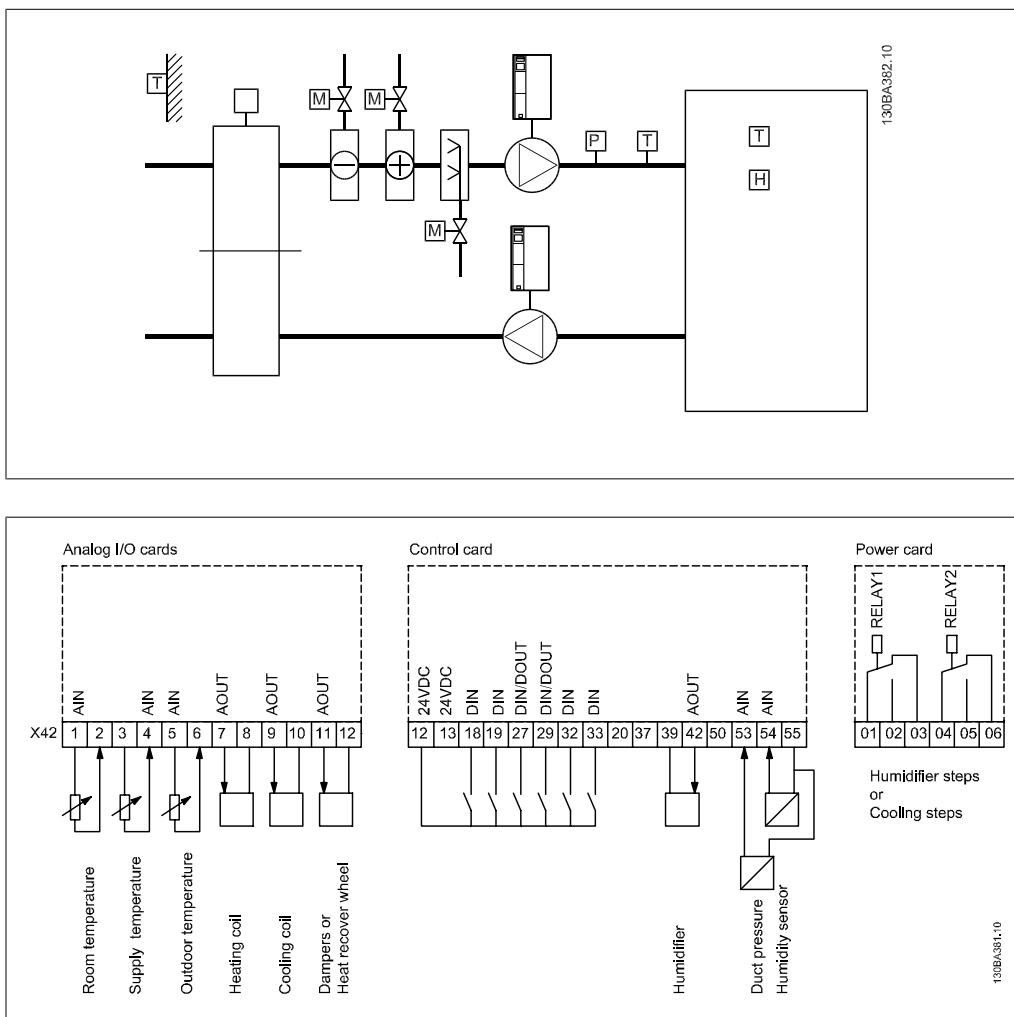 130BA382.10
T
M
M
P
T
T
H
M
Analog I/O cards
Control card
Power card
RELAY1
RELAY2
AIN
AIN
AIN
AOUT
AOUT
AOUT
24VDC
24VDC
DIN
DIN
DIN/DOUT
DIN/DOUT
DIN
DIN
AOUT
AIN
AIN
X42
1 2 3 4 5 6 7 8 9 10 11 12
12 13 18 19 27 29 32 33 20 37 39 42 50 53 54 55
01 02 03 04 05 06
Humidifier steps
or
Coolng steps
Room temperature
Supply temperature
Outdoor temperature
Heating coil
Cooling coil
Dampers or
Heat recover wheel
Humidifier
Duct pressure
Humidity sensor
130BA381.10